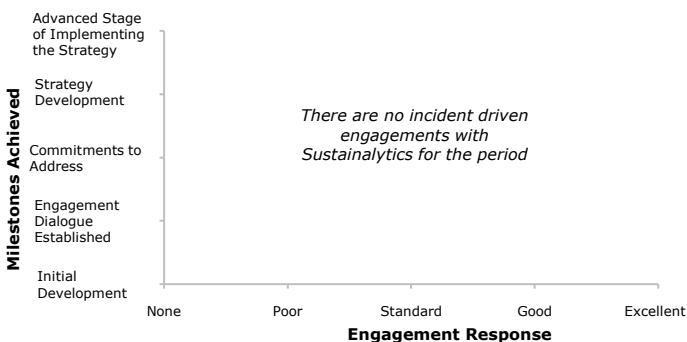 Advanced Stage
of Implementing
the Strategy
Strategy
Development
Commitments to
Address
Engagement
Dialogue
Established
Initial
Development
Milestones Achieved
There are no incident driven
engagements with
Sustainalytics for the period
None Poor Standard Good Excellent
Engagement Response